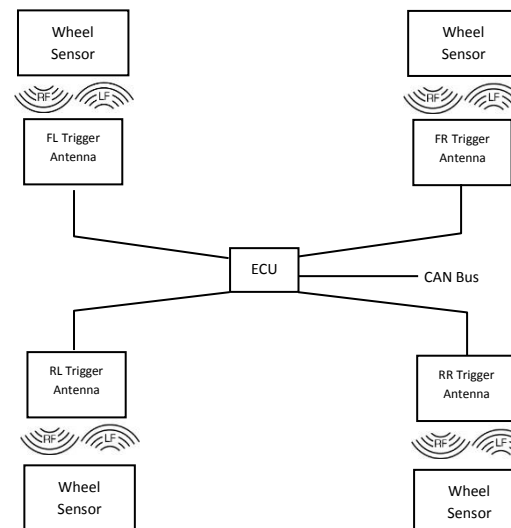 Wheel
Sensor
Wheel
Sensor
RF LF
RF LF
FL Trigger
Antenna
FR Trigger
Antenna
ECU
CAN Bus
RL Trigger
Antenna
RR Trigger
Antenna
RF LF
RF LF
Wheel
Sensor
Wheel
Sensor